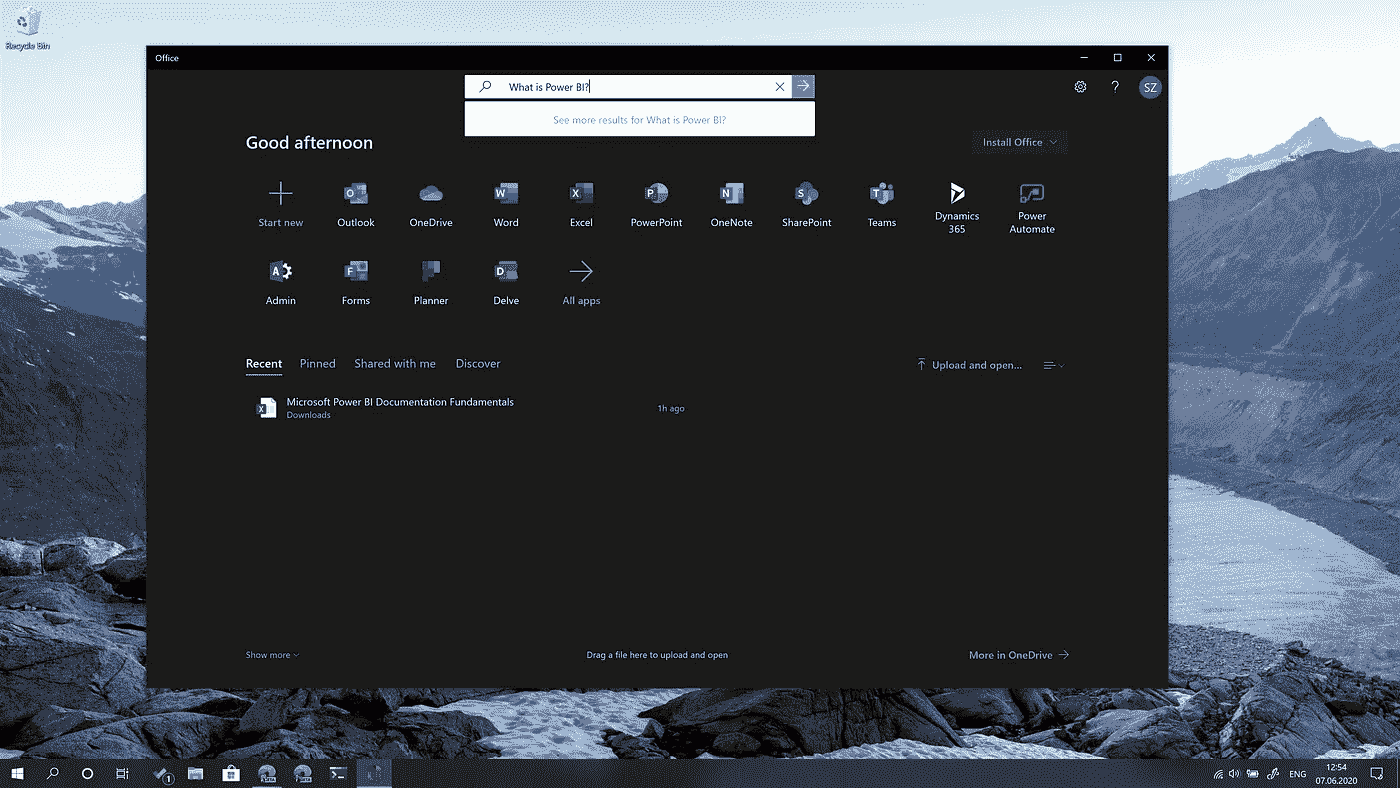 Recycle Bin
Office
What is Power BI?
SZ
See more results for What is Power BI?
Good afternoon
Install Office
Start new
Outlook
OneDrive
Word
Excel
PowerPoint
OneNote
SharePoint
Teams
Dynamics
365
Power
Automate
Admin
Forms
Planner
Delve
All apps
Recent Pinned Shared with me Discover
Upload and open...
Microsoft Power BI Documentation Fundamentals
1h ago
Downloads
Show more
Drag a file here to upload and open
More in OneDrive
1
ENG
12:54
07.06.2020